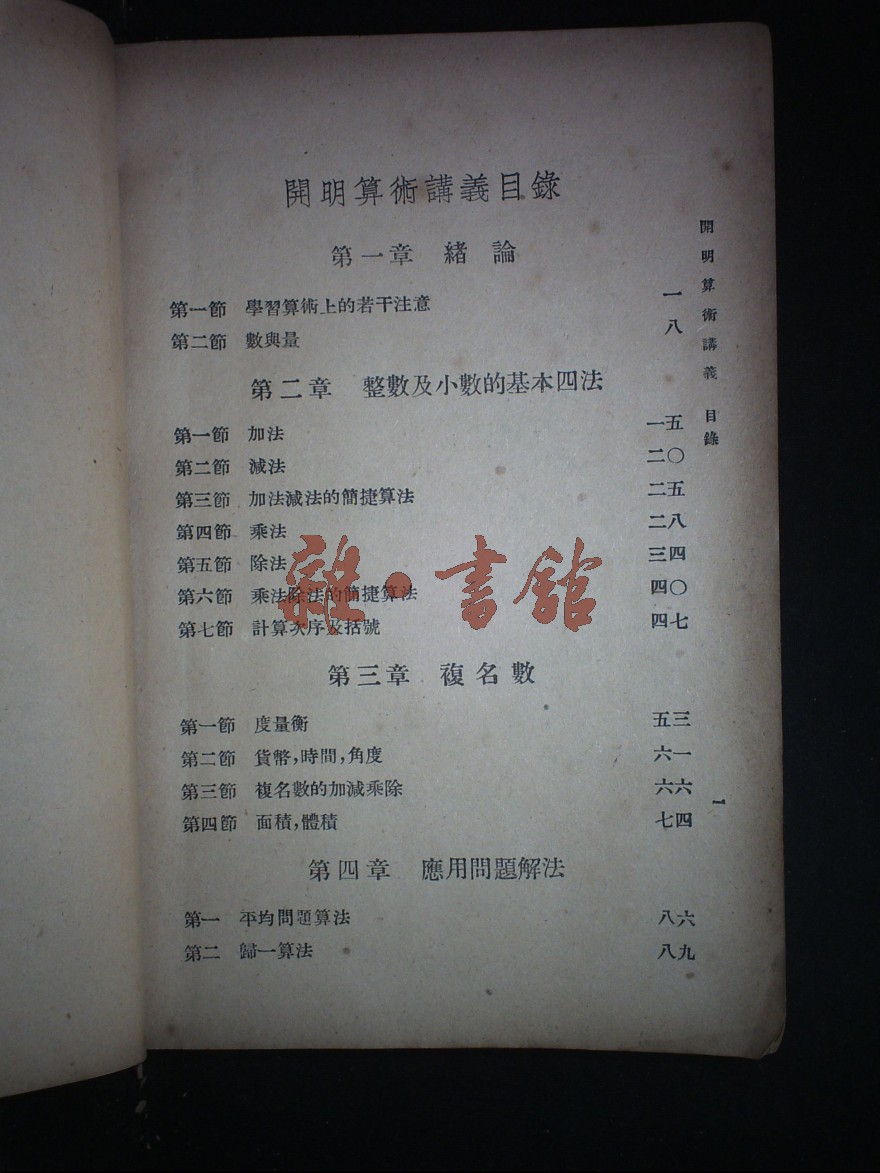 開明算術講義目錄
第一章 緒論
第一節 學習算術上的若干注意 一
第二節 數與量 八
第二章 整數及小數的基本四法
第一節 加法 一五
第二節 減法 二〇
第三節 加法減法的簡捷算法 二五
第四節 乘法 二八
第五節 除法 三四
第六節 乘法除法的簡捷算法 四〇
第七節 計算次序及括號 四七
第三章 複名數
第一節 度量衡 五三
第二節 貨幣,時間,角度 六一
第三節 複名數的加減乘除 六六
第四節 面積,體積 七四
第四章 應用問題解法
第一 平均問題算法 八六
第二 歸一算法 八九
開明算術講義 目錄
一
雜·書館